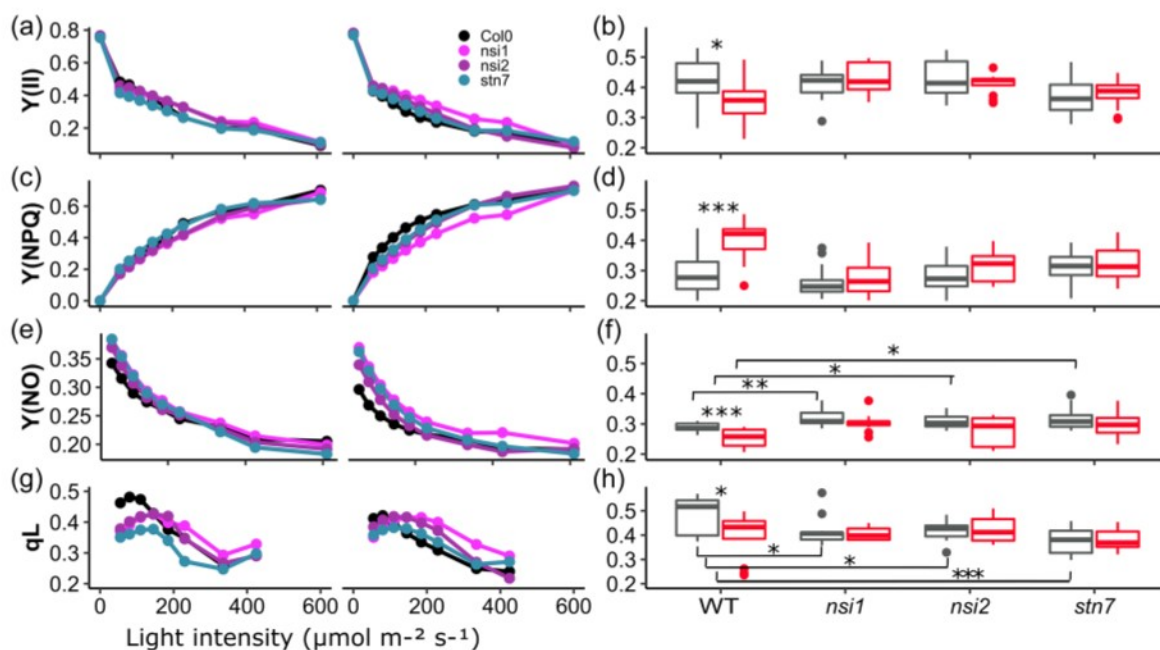 (a)
Y(II)
0.8
0.6
0.4
0.2
Col0
nsi1
nsi2
stn7
(b)
0.5
0.4
0.3
0.2
*
(c)
Y(NPQ)
0.6
0.4
0.2
0.0
(d)
0.5
0.4
0.3
0.2
***
(e)
Y(NO)
0.35
0.30
0.25
0.20
(f)
0.5
0.4
0.3
0.2
*
*
**
***
(g)
qL
0.5
0.4
0.3
0.2
0 200 400 600 0 200 400 600
Light intensity (µmol m-² s-¹)
(h)
0.5
0.4
0.3
0.2
*
*
*
***
WT nsi1 nsi2 stn7